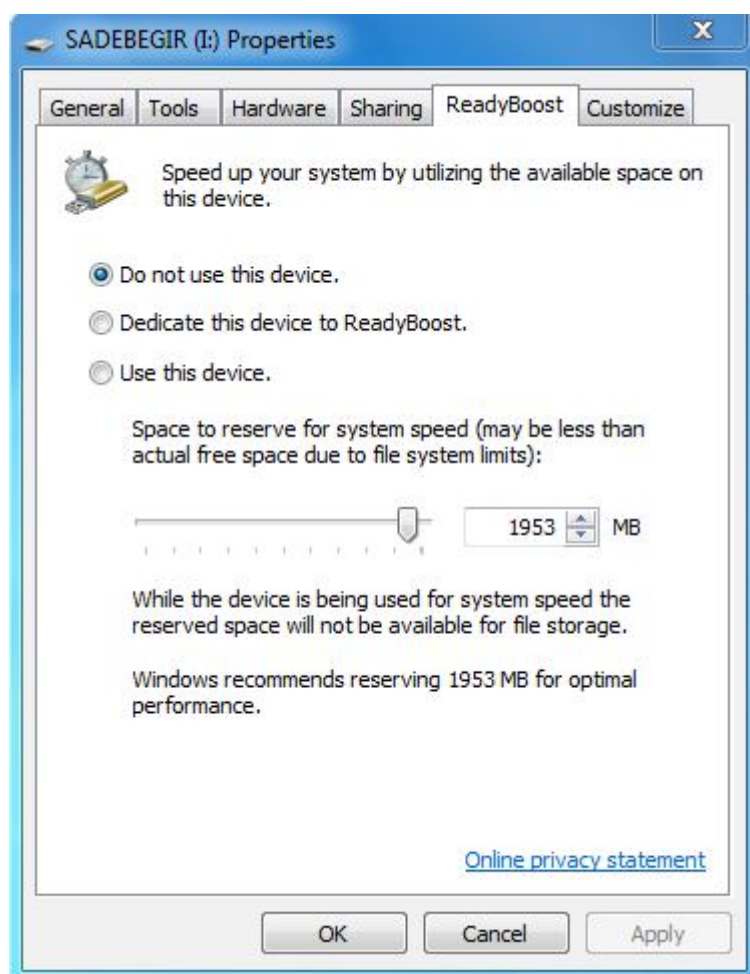 SADEBEGIR (I:) Properties
General Tools Hardware Sharing ReadyBoost Customize
Speed up your system by utilizing the available space on
this device.
Do not use this device.
Dedicate this device to ReadyBoost.
Use this device.
Space to reserve for system speed (may be less than
actual free space due to file system limits):
1953 MB
While the device is being used for system speed the
reserved space will not be available for file storage.
Windows recommends reserving 1953 MB for optimal
performance.
Online privacy statement
OK Cancel Apply